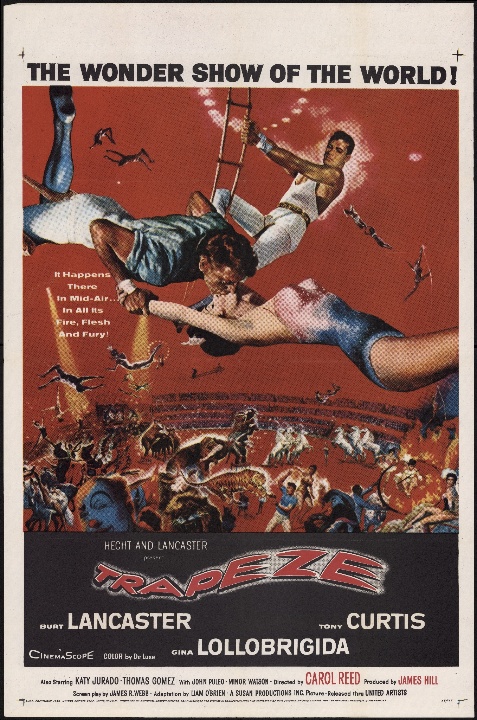 THE WONDER SHOW OF THE WORLD!
It Happens
There
In Mid-Air...
In All Its
Fire, Flesh
And Fury!
HECHT AND LANCASTER
present
TRAPEZE
BURT LANCASTER
TONY CURTIS
GINA LOLLOBRIGIDA
CINEMASCOPE COLOR by De Luxe
Also Starring KATY JURADO · THOMAS GOMEZ With JOHN PULEO · MINOR WATSON · Directed by CAROL REED Produced by JAMES HILL
Screen play by JAMES R. WEBB · Adaptation by LIAM O'BRIEN · A SUSAN PRODUCTIONS INC. Picture · Released thru UNITED ARTISTS